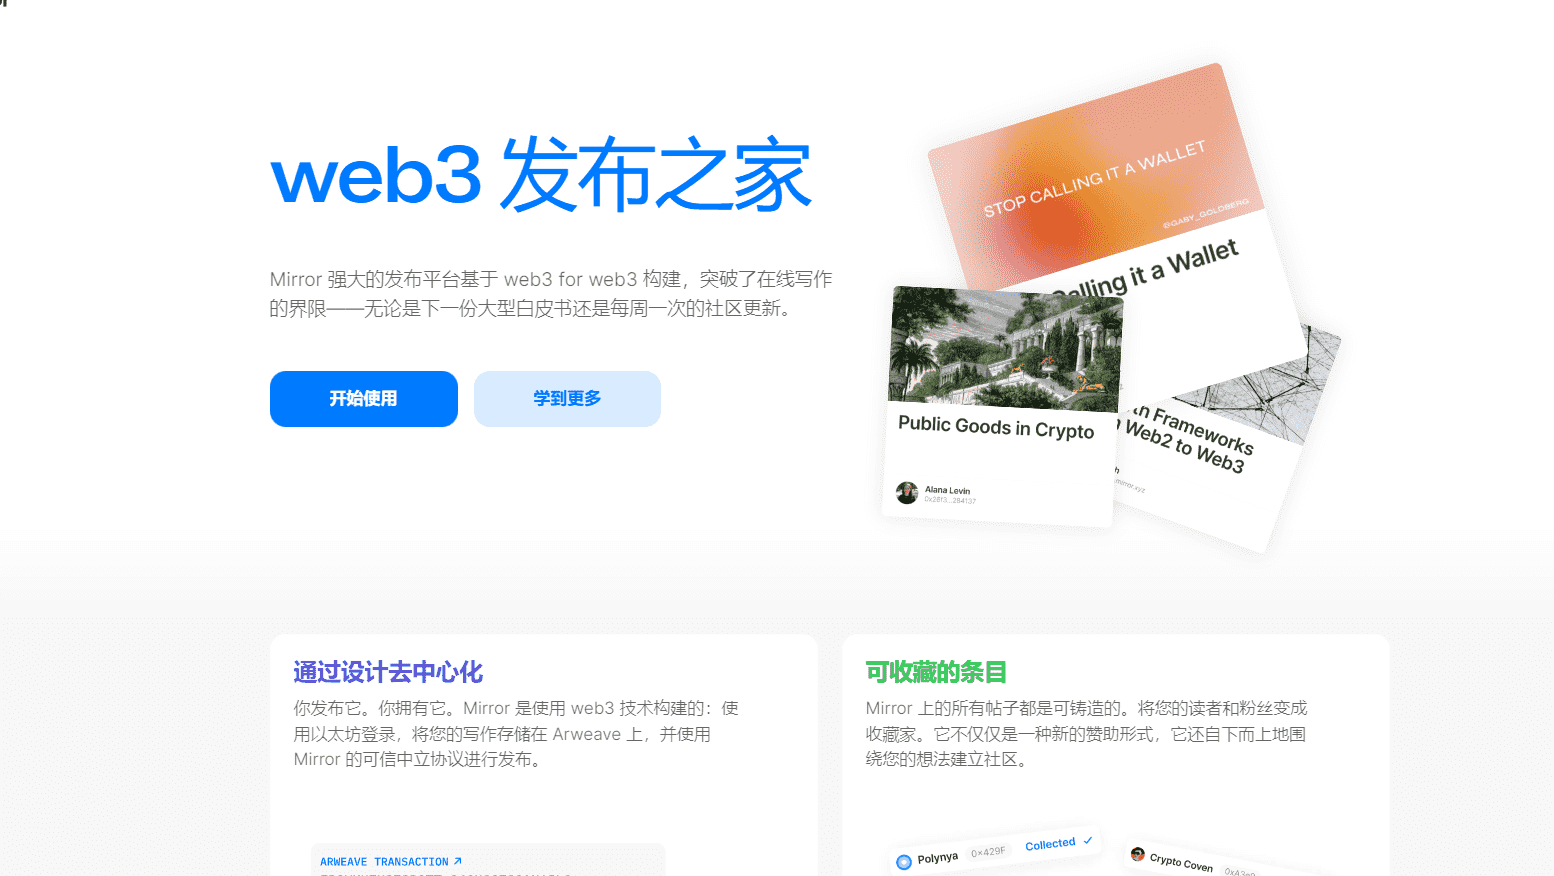 web3 发布之家
Mirror 强大的发布平台基于 web3 for web3 构建，突破了在线写作
的界限——无论是下一份大型白皮书还是每周一次的社区更新。
开始使用
学到更多
STOP CALLING IT A WALLET
@GABY_GOLDBERG
Calling it a Wallet
Public Goods in Crypto
Alana Levin
Frameworks
Web2 to Web3
mirror.xyz
通过设计去中心化
你发布它。你拥有它。Mirror 是使用 web3 技术构建的：使
用以太坊登录，将您的写作存储在 Arweave 上，并使用
Mirror 的可信中立协议进行发布。
ARWEAVE TRANSACTION
可收藏的条目
Mirror 上的所有帖子都是可铸造的。将您的读者和粉丝变成
收藏家。它不仅仅是一种新的赞助形式，它还自下而上地围
绕您的想法建立社区。
Polynya 0x429F Collected
Crypto Coven